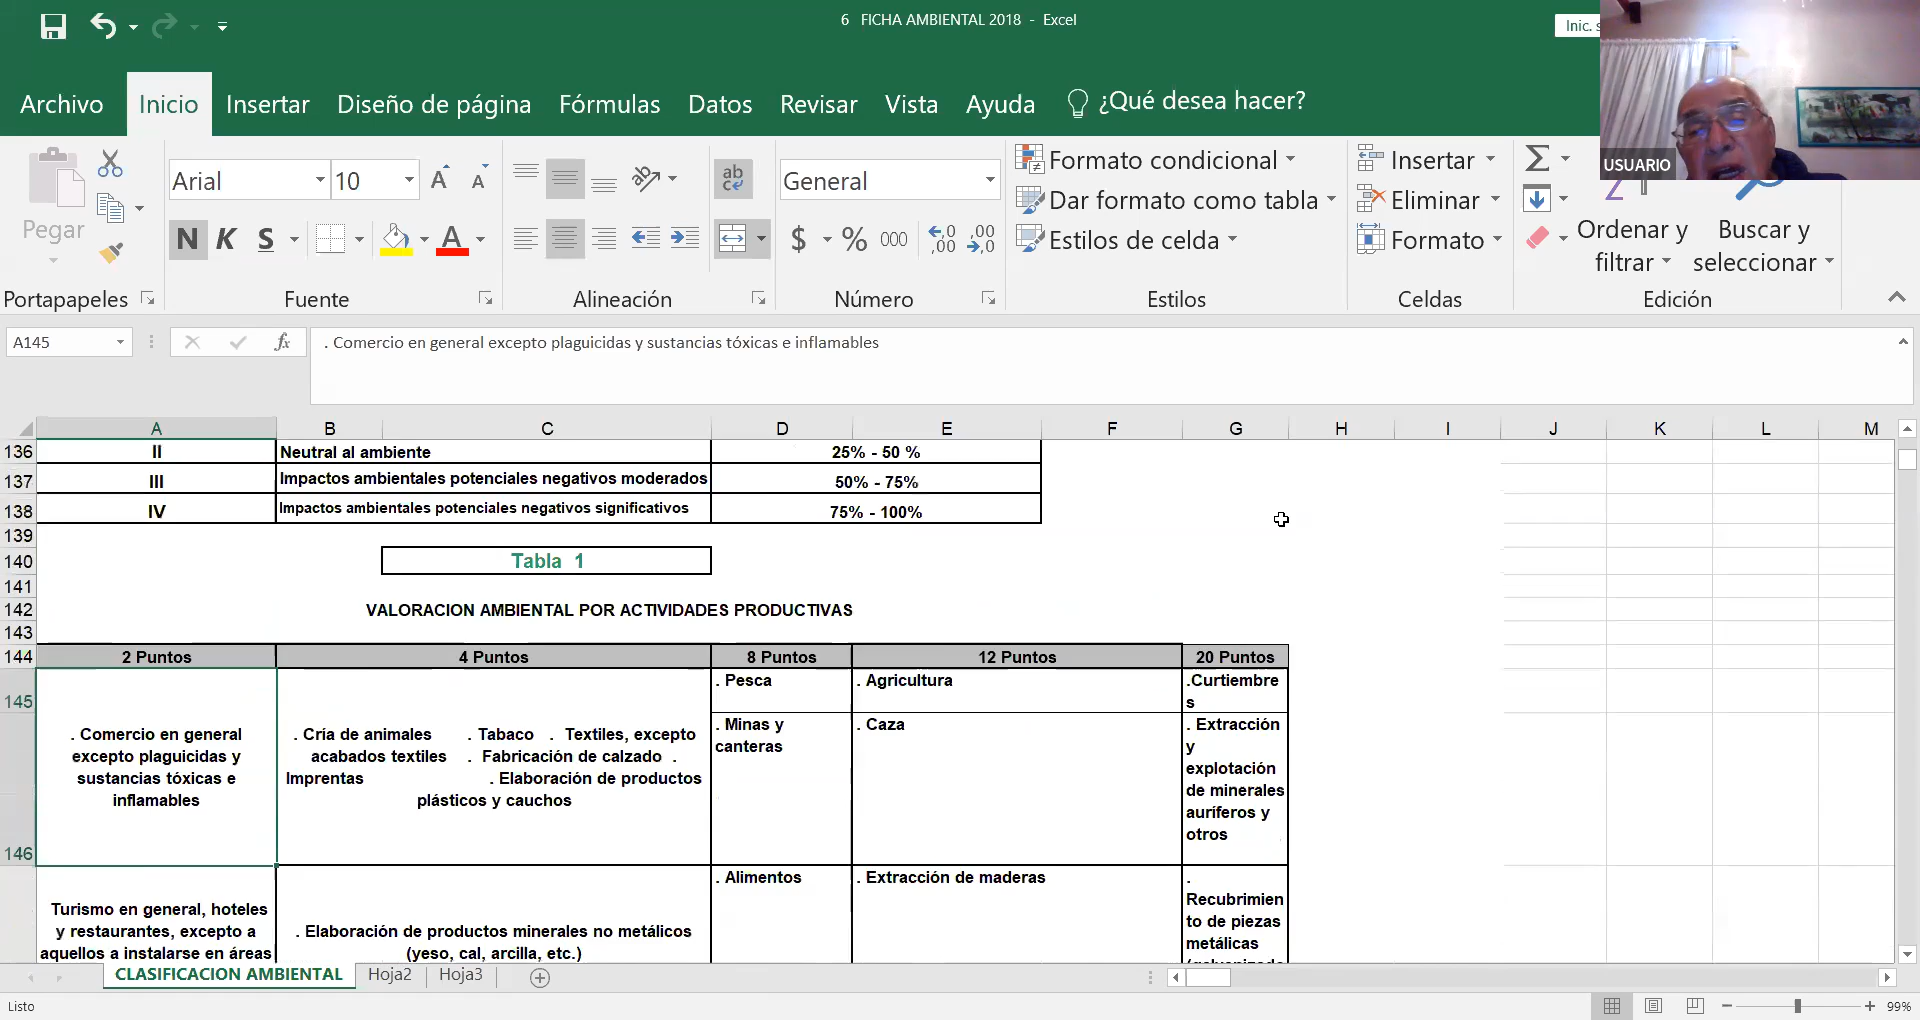 6 FICHA AMBIENTAL 2018 - Excel
Inic. s
Archivo Inicio Insertar Diseño de página Fórmulas Datos Revisar Vista Ayuda ¿Qué desea hacer?
USUARIO
Pegar
Arial 10
N K S
General
$ % 000
Formato condicional
Dar formato como tabla
Estilos de celda
Insertar
Eliminar
Formato
Ordenar y filtrar
Buscar y seleccionar
Portapapeles Fuente Alineación Número Estilos Celdas Edición
A145 fx . Comercio en general excepto plaguicidas y sustancias tóxicas e inflamables
A B C D E F G H I J K L M
136 II Neutral al ambiente 25% - 50 %
137 III Impactos ambientales potenciales negativos moderados 50% - 75%
138 IV Impactos ambientales potenciales negativos significativos 75% - 100%
139
140 Tabla 1
141
142 VALORACION AMBIENTAL POR ACTIVIDADES PRODUCTIVAS
143
144 2 Puntos 4 Puntos 8 Puntos 12 Puntos 20 Puntos
145
146
. Comercio en general
excepto plaguicidas y
sustancias tóxicas e
inflamables
. Cría de animales . Tabaco . Textiles, excepto
acabados textiles . Fabricación de calzado .
Imprentas . Elaboración de productos
plásticos y cauchos
. Pesca
. Minas y
canteras
. Agricultura
. Caza
.Curtiembre
s
. Extracción
y
explotación
de minerales
auríferos y
otros
Turismo en general, hoteles
y restaurantes, excepto a
aquellos a instalarse en áreas
. Elaboración de productos minerales no metálicos
(yeso, cal, arcilla, etc.)
. Alimentos
. Extracción de maderas
.
Recubrimien
to de piezas
metálicas
CLASIFICACION AMBIENTAL Hoja2 Hoja3
Listo
99%